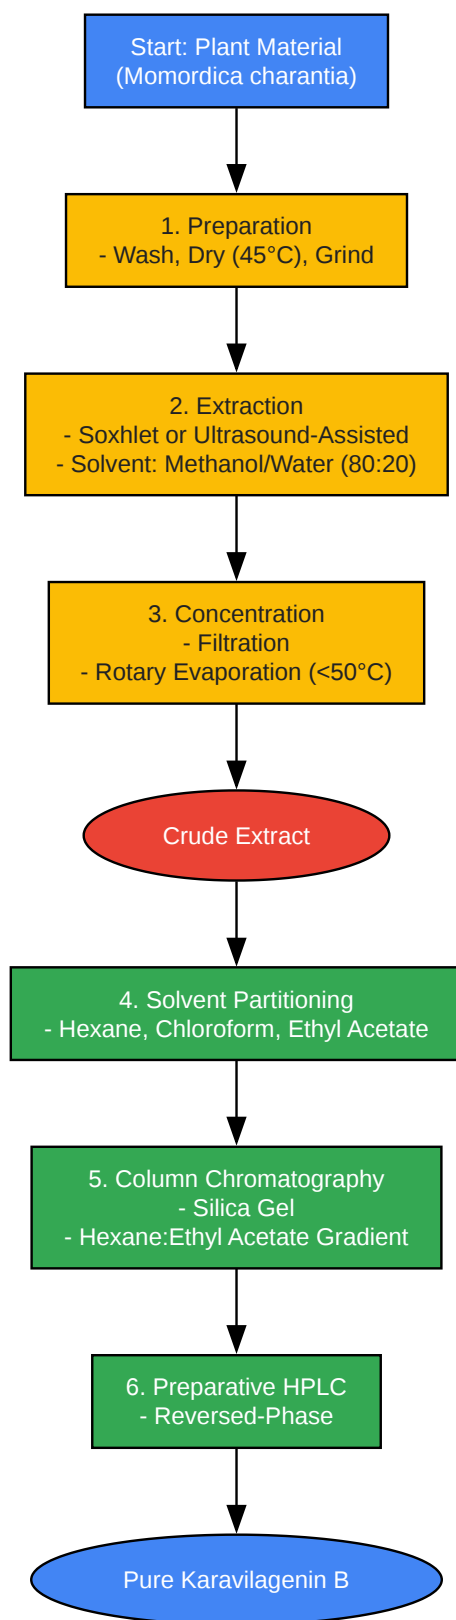 Start: Plant Material
(Momordica charantia)
1. Preparation
- Wash, Dry (45°C), Grind
2. Extraction
- Soxhlet or Ultrasound-Assisted
- Solvent: Methanol/Water (80:20)
3. Concentration
- Filtration
- Rotary Evaporation (<50°C)
Crude Extract
4. Solvent Partitioning
- Hexane, Chloroform, Ethyl Acetate
5. Column Chromatography
- Silica Gel
- Hexane:Ethyl Acetate Gradient
6. Preparative HPLC
- Reversed-Phase
Pure Karavilagenin B